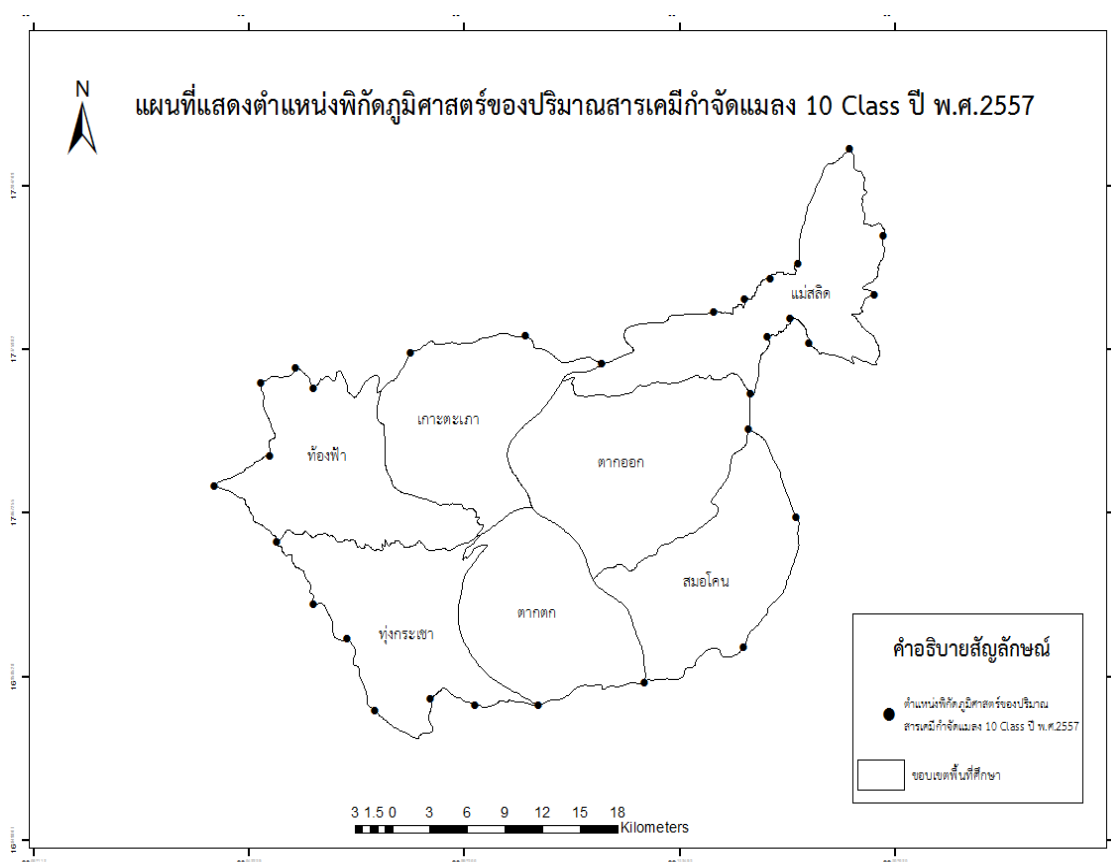 แผนที่แสดงตำแหน่งพิกัดภูมิศาสตร์ของปริมาณสารเคมีกำจัดแมลง 10 Class ปี พ.ศ.2557
N
แม่สลิด
เกาะตะเภา
ท้องฟ้า
ตากออก
สมอโคน
ตากตก
ทุ่งกระเชา
คำอธิบายสัญลักษณ์
ตำแหน่งพิกัดภูมิศาสตร์ของปริมาณ
สารเคมีกำจัดแมลง 10 Class ปี พ.ศ.2557
ขอบเขตพื้นที่ศึกษา
3 1.5 0 3 6 9 12 15 18
Kilometers